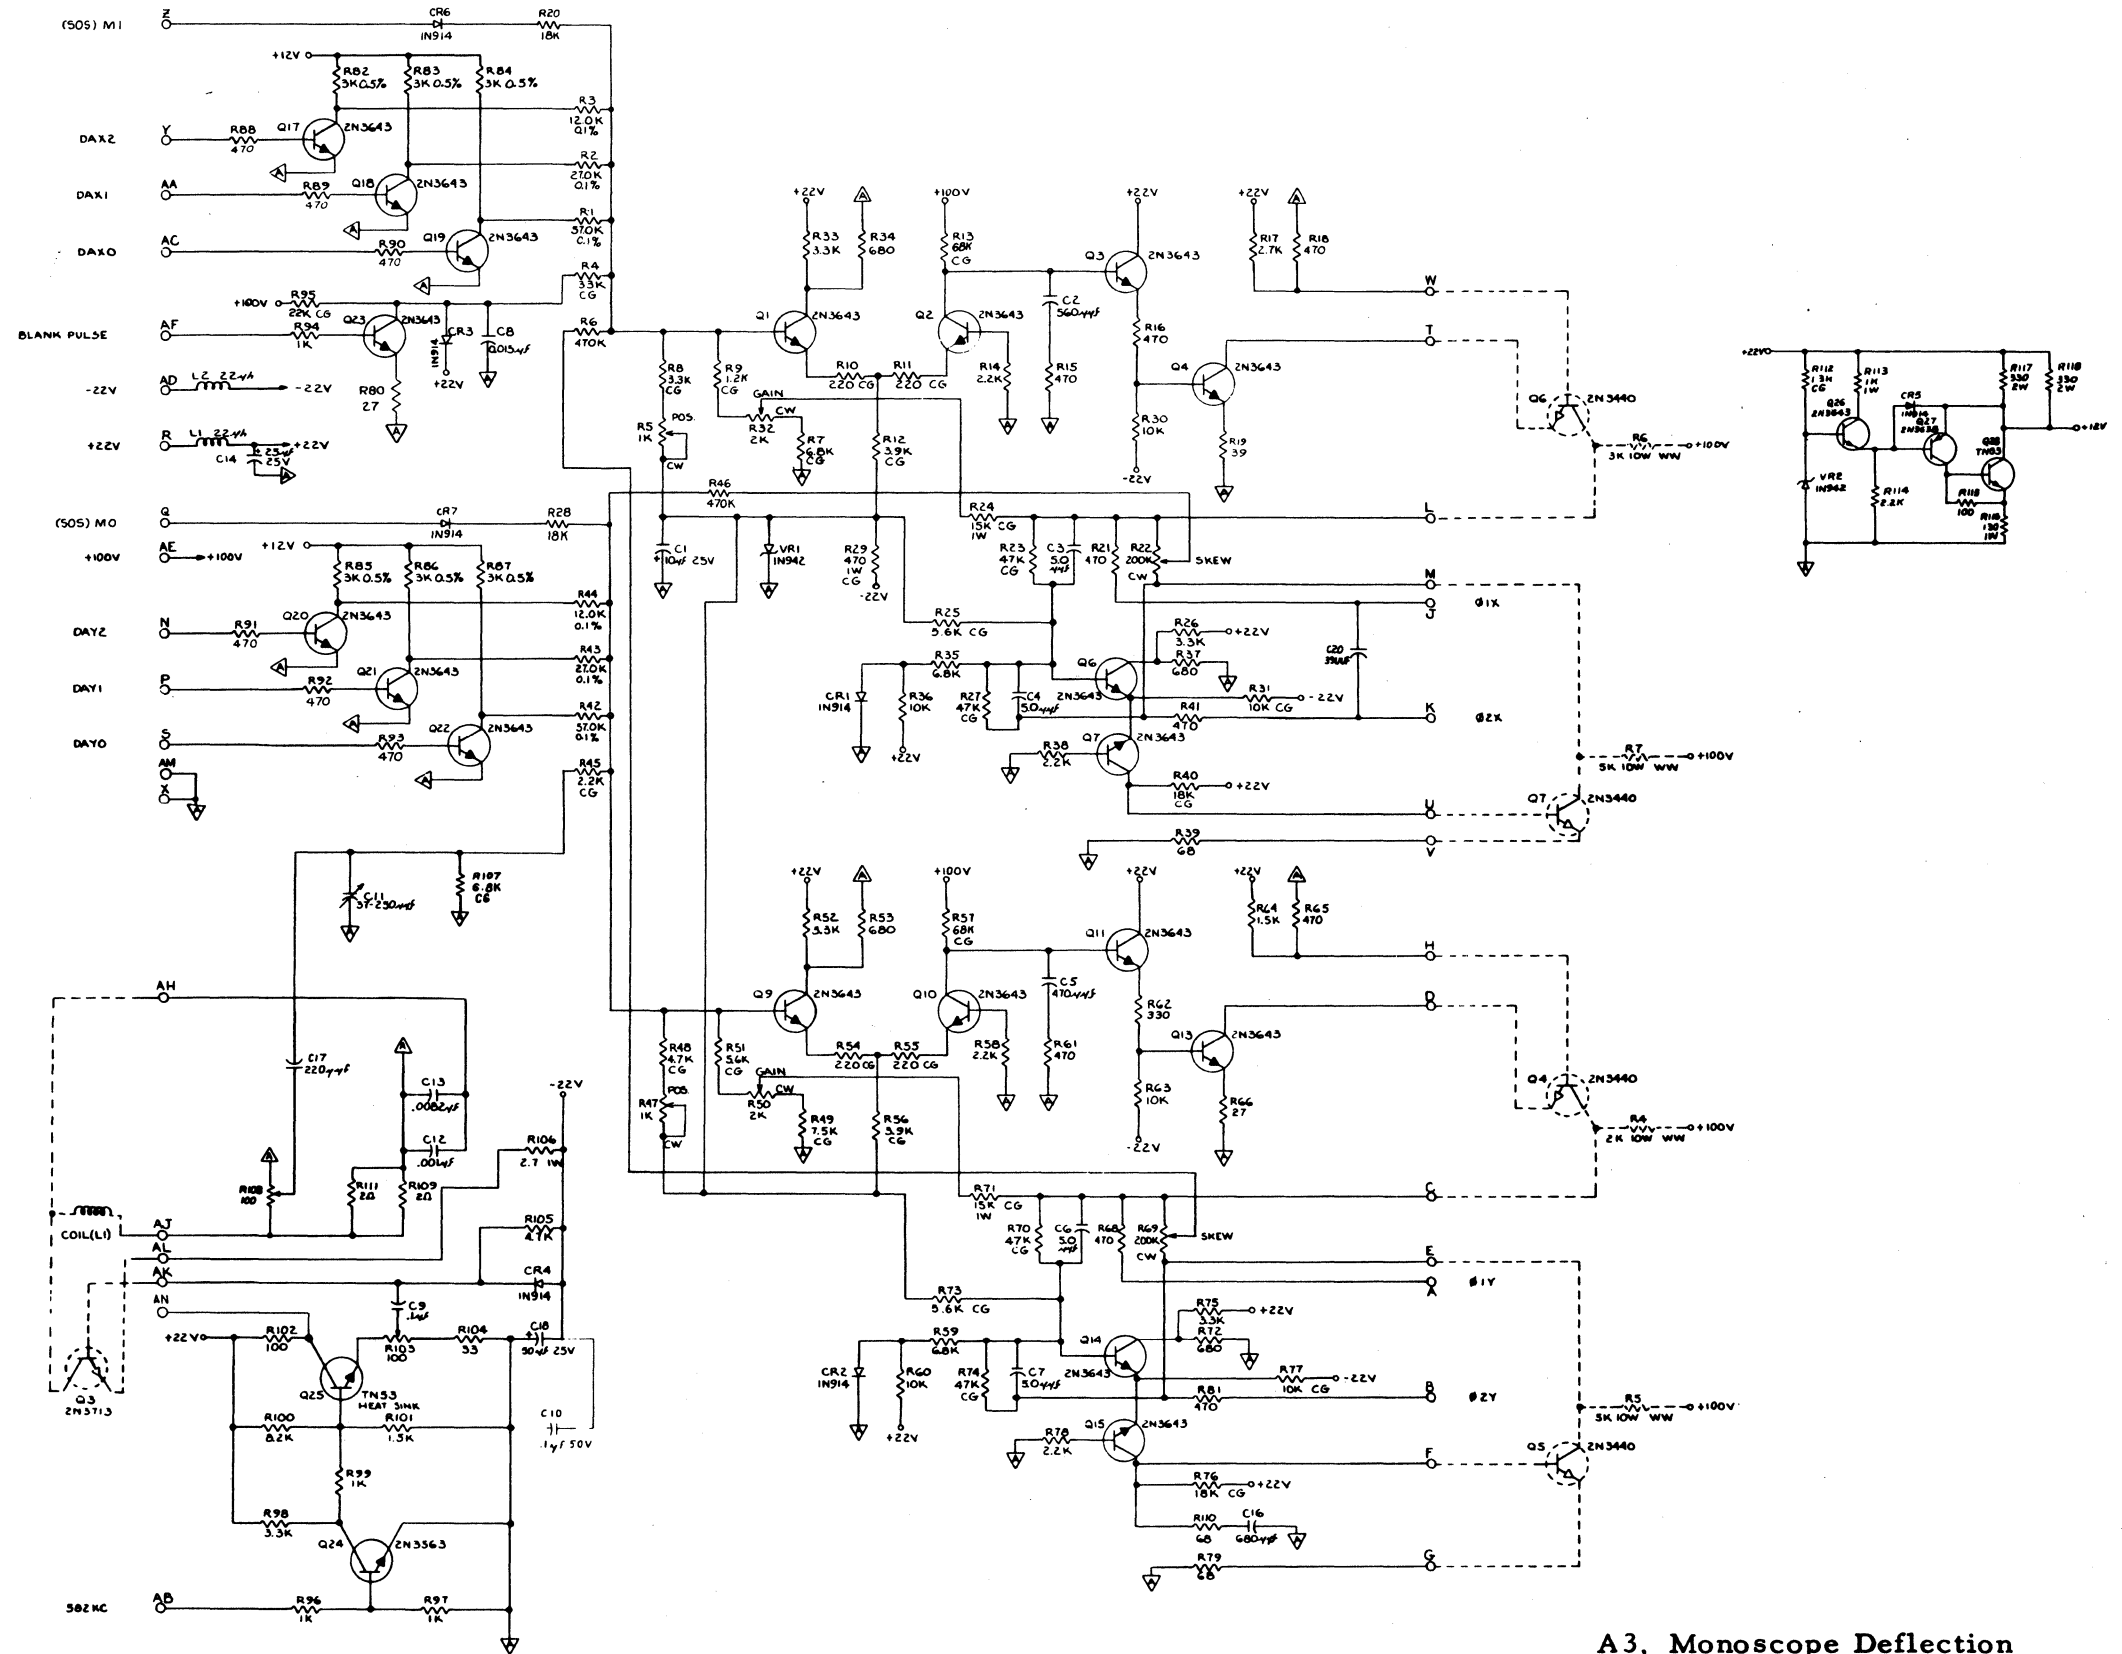 (SOS) M1 Z CR6 1N914 R20 18K
+12V R82 3K 0.5% R83 3K 0.5% R84 3K 0.5%
R3 12.0K
DAX2 Y R88 470 Q17 2N3643
R2 27.0K 0.1%
DAX1 AA R89 470 Q18 2N3643
R1 57.0K 0.1%
DAX0 AC R90 470 Q19 2N3643
R4 33K CG
+100V R95 22K CG
BLANK PULSE AF R94 1K Q23 2N3643 CR3 1N914 +22V C8
R6 470K
-22V AD L2 -22V R80 27
+22V R L1 +22V C14 25V
+22V R33 3.3K R34 680
+100V R13 68K CG
Q1 2N3643 Q2 2N3643
R10 220 CG R11 220 CG R14 2.2K
R8 3.3K CG R9 1.2K CG
R5 1K POS. CW
GAIN R32 2K CW R7 6.8K CG
R12 3.9K CG
+22V Q3 2N3643
C2 R15 470
R16 470 Q4 2N3643
R30 10K -22V R19 39
+22V R17 2.7K R18 470
W
T
Q6 2N3440
R6 3K 10W WW +100V
+22V R112 1.3K CG R113 1K 1W R117 330 2W R118 330 2W
Q26 2N3643 CR5 1N914 Q27 Q28 TN53 +12V
VR2 1N942 R114 2.2K R115 100 R116 130 1W
R46 470K
(SOS) M0 Q CR7 1N914 R28 18K
+100V AE +100V
+12V R85 3K 0.5% R86 3K 0.5% R87 3K 0.5%
C1 25V VR1 1N942 R29 470 1W CG -22V
R24 15K CG 1W L
R23 47K CG C3 5.0 R21 470 R22 200K CW SKEW
M
J Ø1X
R44 12.0K 0.1%
DAY2 N R91 470 Q20 2N3643
R43 27.0K 0.1%
DAY1 P R92 470 Q21 2N3643
R42 57.0K 0.1%
DAY0 S R93 470 Q22 2N3643
R45 2.2K CG
AM
X
R25 5.6K CG
R26 3.3K +22V
R37 680
C20
CR1 1N914 R35 6.8K R36 10K +22V R27 47K CG C4
Q6 2N3643 R31 10K CG -22V
R41 470 K Ø2X
R38 2.2K Q7 2N3643
R40 18K CG +22V
R7 5K 10W WW +100V
U Q7 2N3440
R39 68 V
C11 R107 6.8K CG
+22V R52 3.3K R53 680
+100V R57 68K CG
+22V Q11 2N3643
+22V R64 1.5K R65 470
H
D
Q9 2N3643 Q10 2N3643
C5 R61 470
R62 330 Q13 2N3643
R54 220 CG R55 220 CG R58 2.2K
R63 10K -22V R66 27
R48 4.7K CG R51 5.6K CG
R47 1K POS. CW
GAIN R50 2K CW R49 7.5K CG
R56 3.9K CG
Q4 2N3440
R4 2K 10W WW +100V
AH
C17
C13
C12
-22V
R106 2.7 1W
R108 100 R111 2Ω R109 2Ω
COIL(L1) AJ
AL
AK R105 4.7K
CR4 1N914
AN C9
+22V R102 100 R103 100 R104 33 C18 25V
Q25 TN53 HEAT SINK
Q3 2N3713
R100 8.2K R101 1.5K C10 50V
R99 1K
R98 3.3K
Q24 2N3563
582KC AB R96 1K R97 1K
R71 15K CG 1W C
R70 47K CG C6 5.0 R68 470 R69 200K CW SKEW
E
A Ø1Y
R73 5.6K CG
R75 3.3K +22V
R72 680
CR2 1N914 R59 6.8K R60 10K +22V R74 47K CG C7
Q14 2N3643 R77 10K CG -22V
R81 470 B Ø2Y
R78 2.2K Q15 2N3643
R5 5K 10W WW +100V
F Q5 2N3440
R76 18K CG +22V
R110 68 C16
R79 68 G
A3. Monoscope Deflection